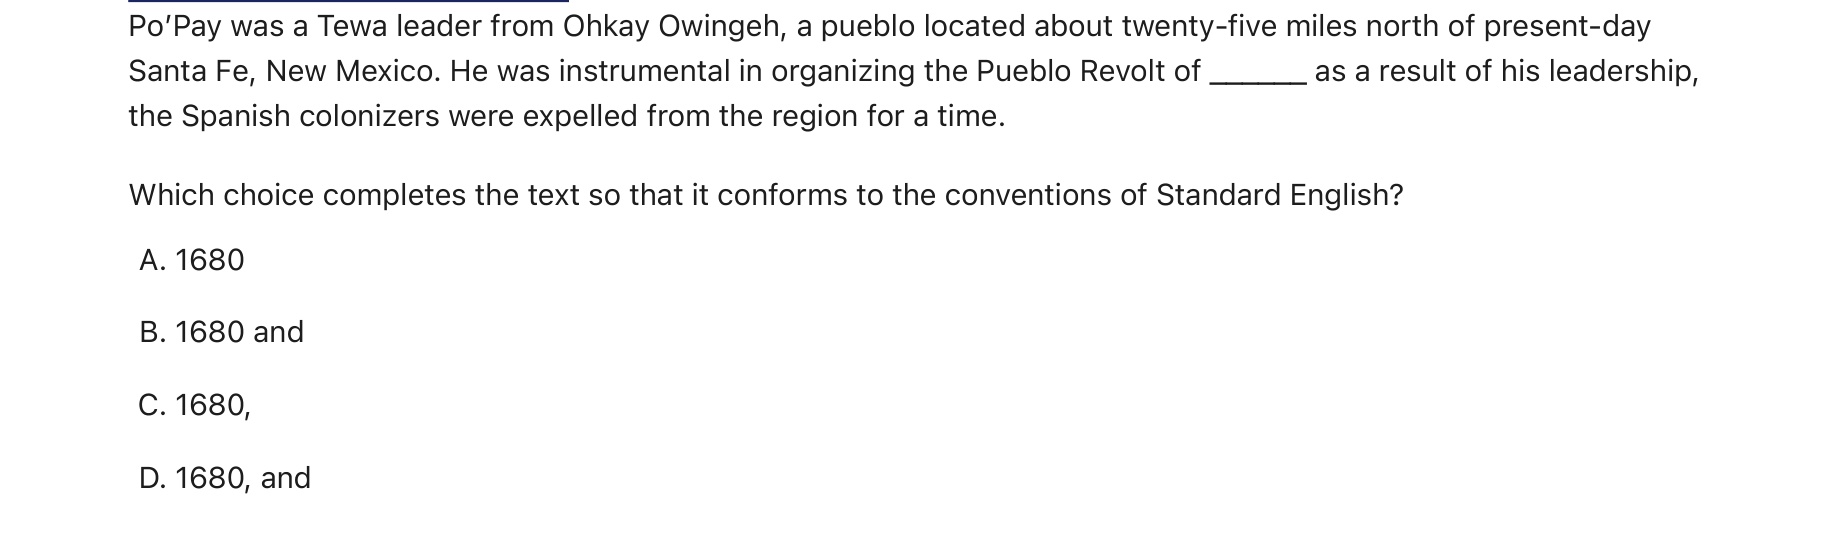 Po’Pay was a Tewa leader from Ohkay Owingeh, a pueblo located about twenty-five miles north of present-day
Santa Fe, New Mexico. He was instrumental in organizing the Pueblo Revolt of ______ as a result of his leadership,
the Spanish colonizers were expelled from the region for a time.
Which choice completes the text so that it conforms to the conventions of Standard English?
A. 1680
B. 1680 and
C. 1680,
D. 1680, and